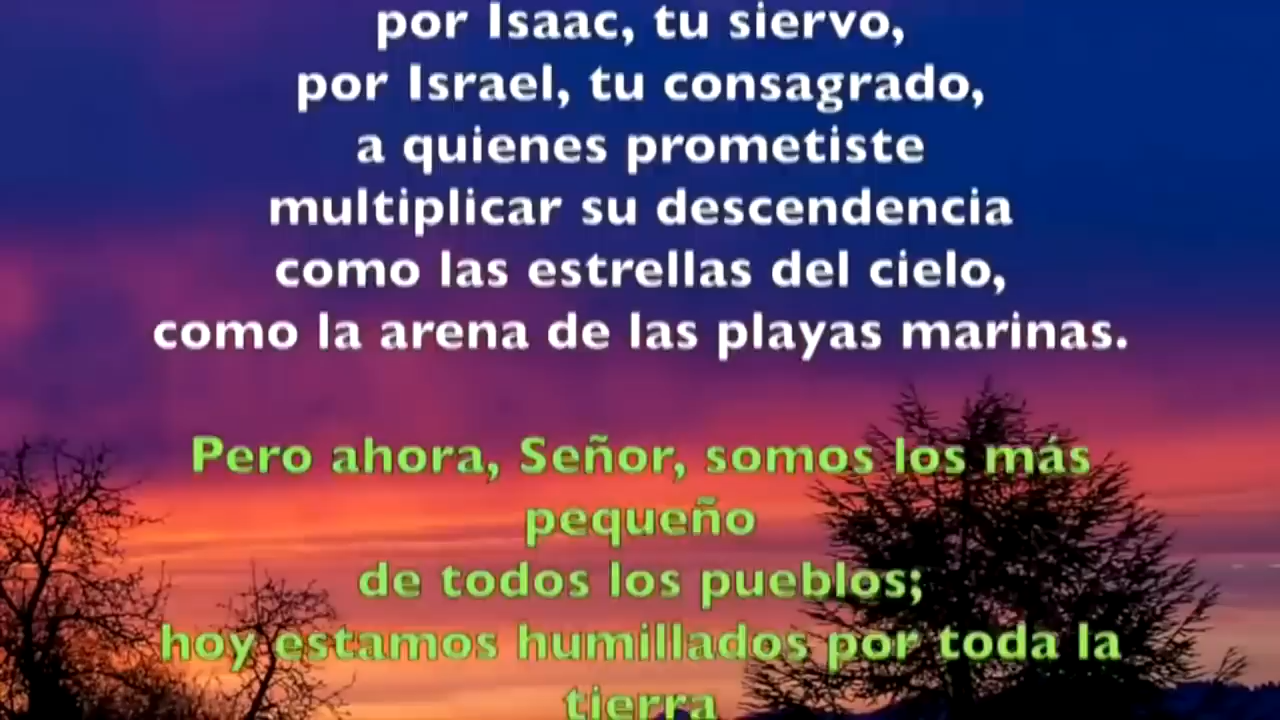 por Isaac, tu siervo,
por Israel, tu consagrado,
a quienes prometiste
multiplicar su descendencia
como las estrellas del cielo,
como la arena de las playas marinas.
Pero ahora, Señor, somos los más
pequeño
de todos los pueblos;
hoy estamos humillados por toda la
tierra